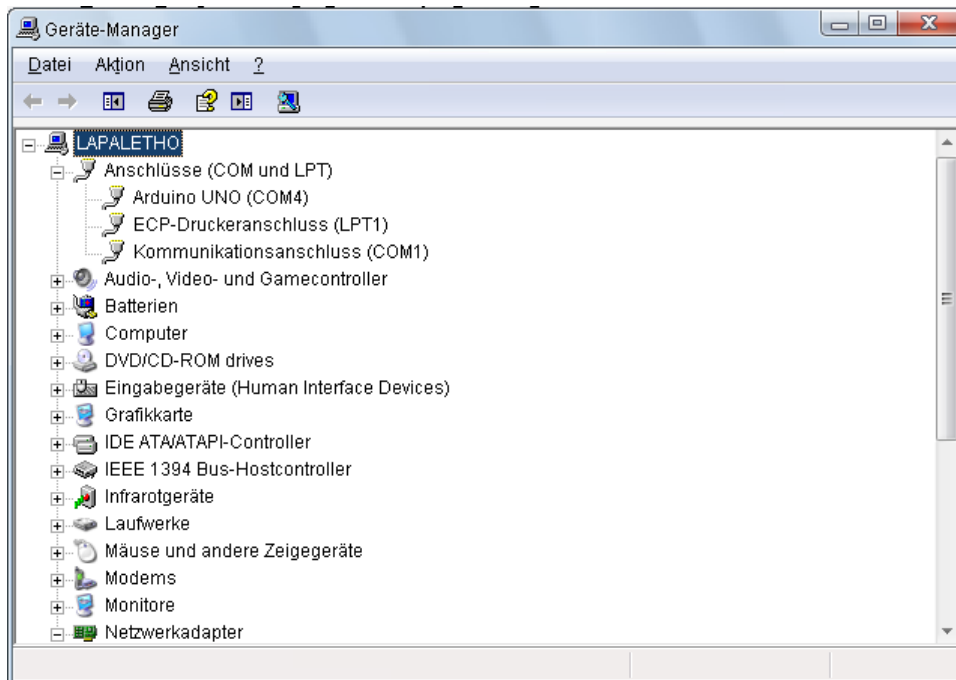 Geräte-Manager
Datei Aktion Ansicht ?
LAPALETHO
Anschlüsse (COM und LPT)
Arduino UNO (COM4)
ECP-Druckeranschluss (LPT1)
Kommunikationsanschluss (COM1)
Audio-, Video- und Gamecontroller
Batterien
Computer
DVD/CD-ROM drives
Eingabegeräte (Human Interface Devices)
Grafikkarte
IDE ATA/ATAPI-Controller
IEEE 1394 Bus-Hostcontroller
Infrarotgeräte
Laufwerke
Mäuse und andere Zeigegeräte
Modems
Monitore
Netzwerkadapter